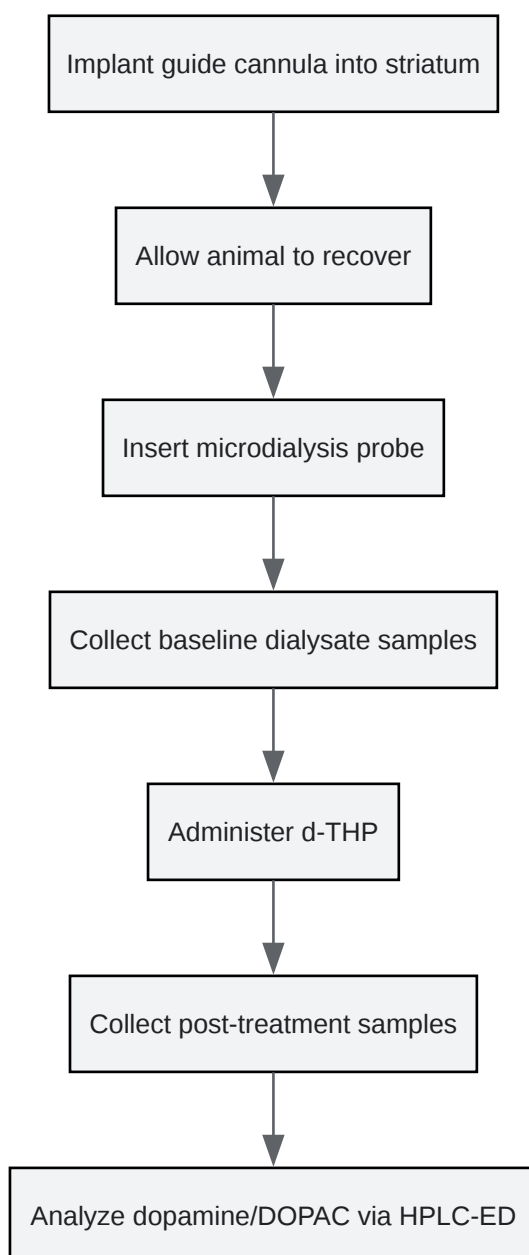 Implant guide cannula into striatum
Allow animal to recover
Insert microdialysis probe
Collect baseline dialysate samples
Administer d-THP
Collect post-treatment samples
Analyze dopamine/DOPAC via HPLC-ED